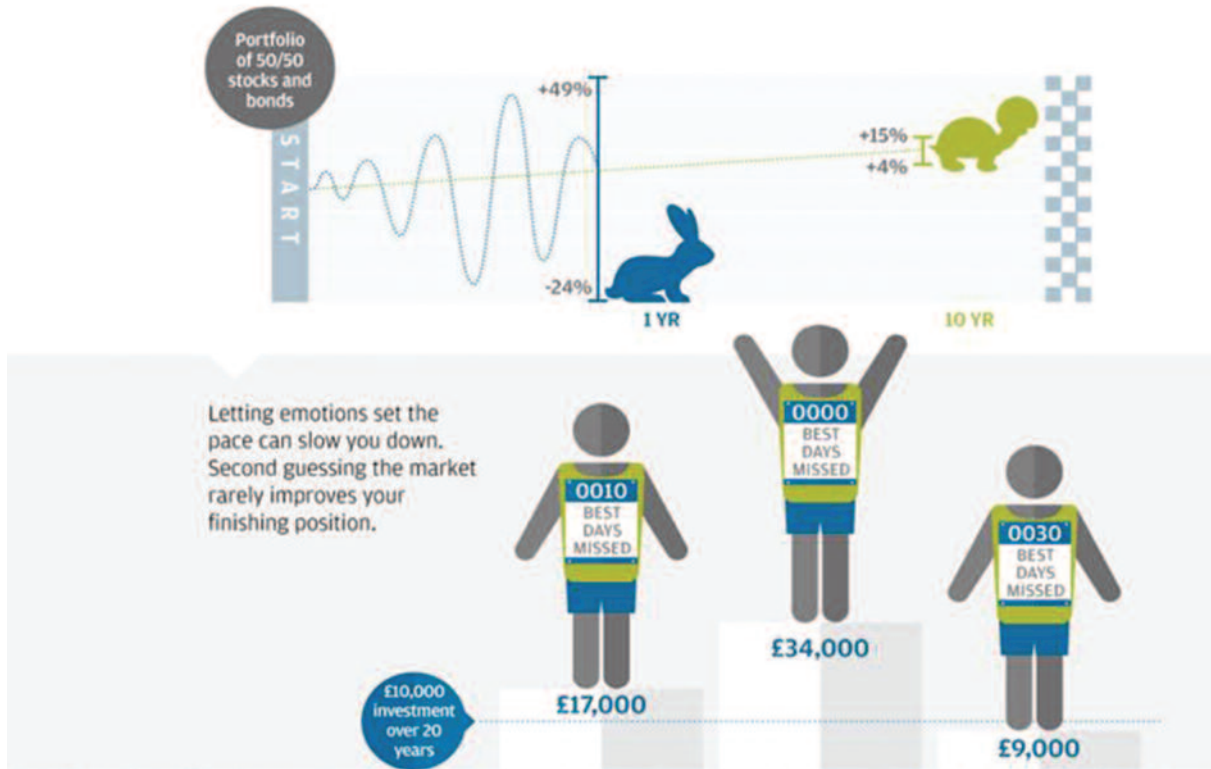 Portfolio
of 50/50
stocks and
bonds
START
+49%
-24%
1 YR
+15%
+4%
10 YR
Letting emotions set the
pace can slow you down.
Second guessing the market
rarely improves your
finishing position.
0010
BEST
DAYS
MISSED
£17,000
0000
BEST
DAYS
MISSED
£34,000
0030
BEST
DAYS
MISSED
£9,000
£10,000
investment
over 20
years